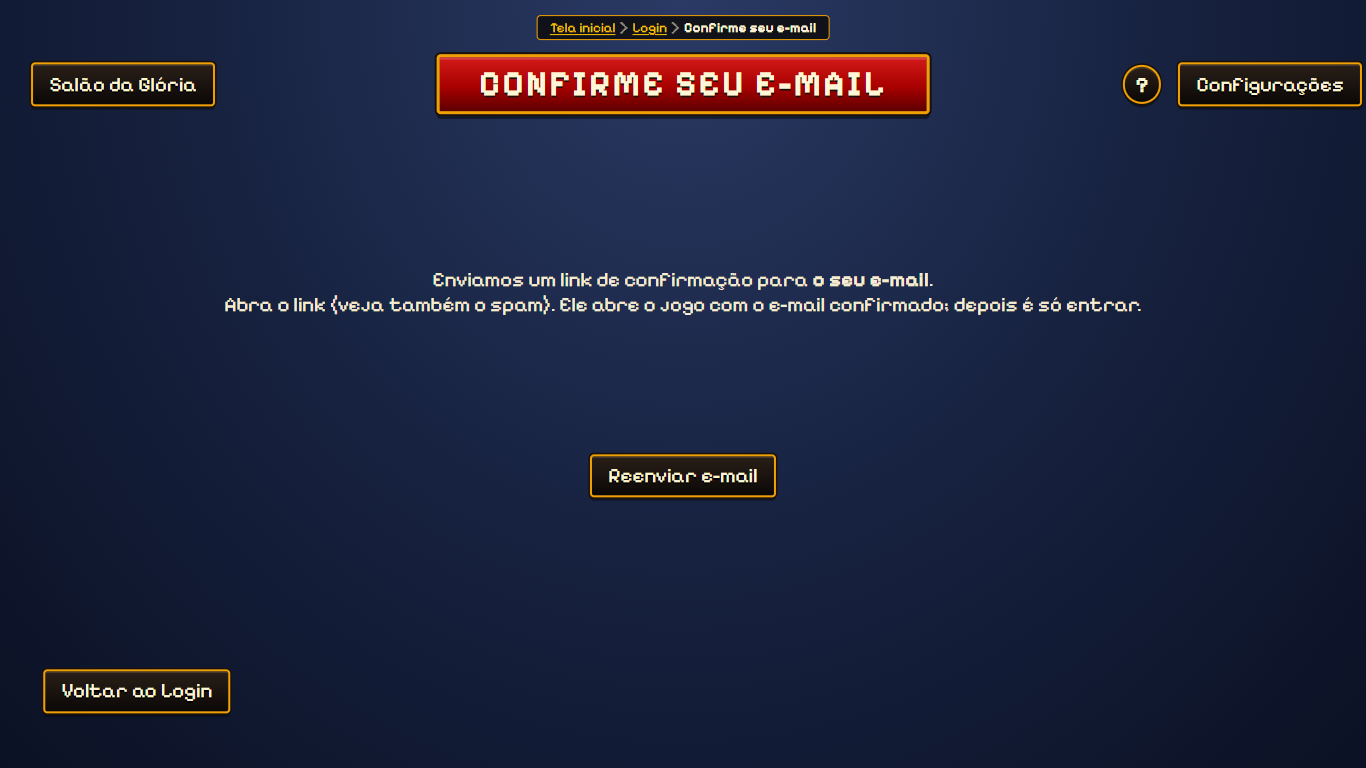 Tela inicial > Login > Confirme seu e-mail
Salão da Glória
CONFIRME SEU E-MAIL
?
Configurações
Enviamos um link de confirmação para o seu e-mail.
Abra o link (veja também o spam). Ele abre o jogo com o e-mail confirmado; depois é só entrar.
Reenviar e-mail
Voltar ao Login